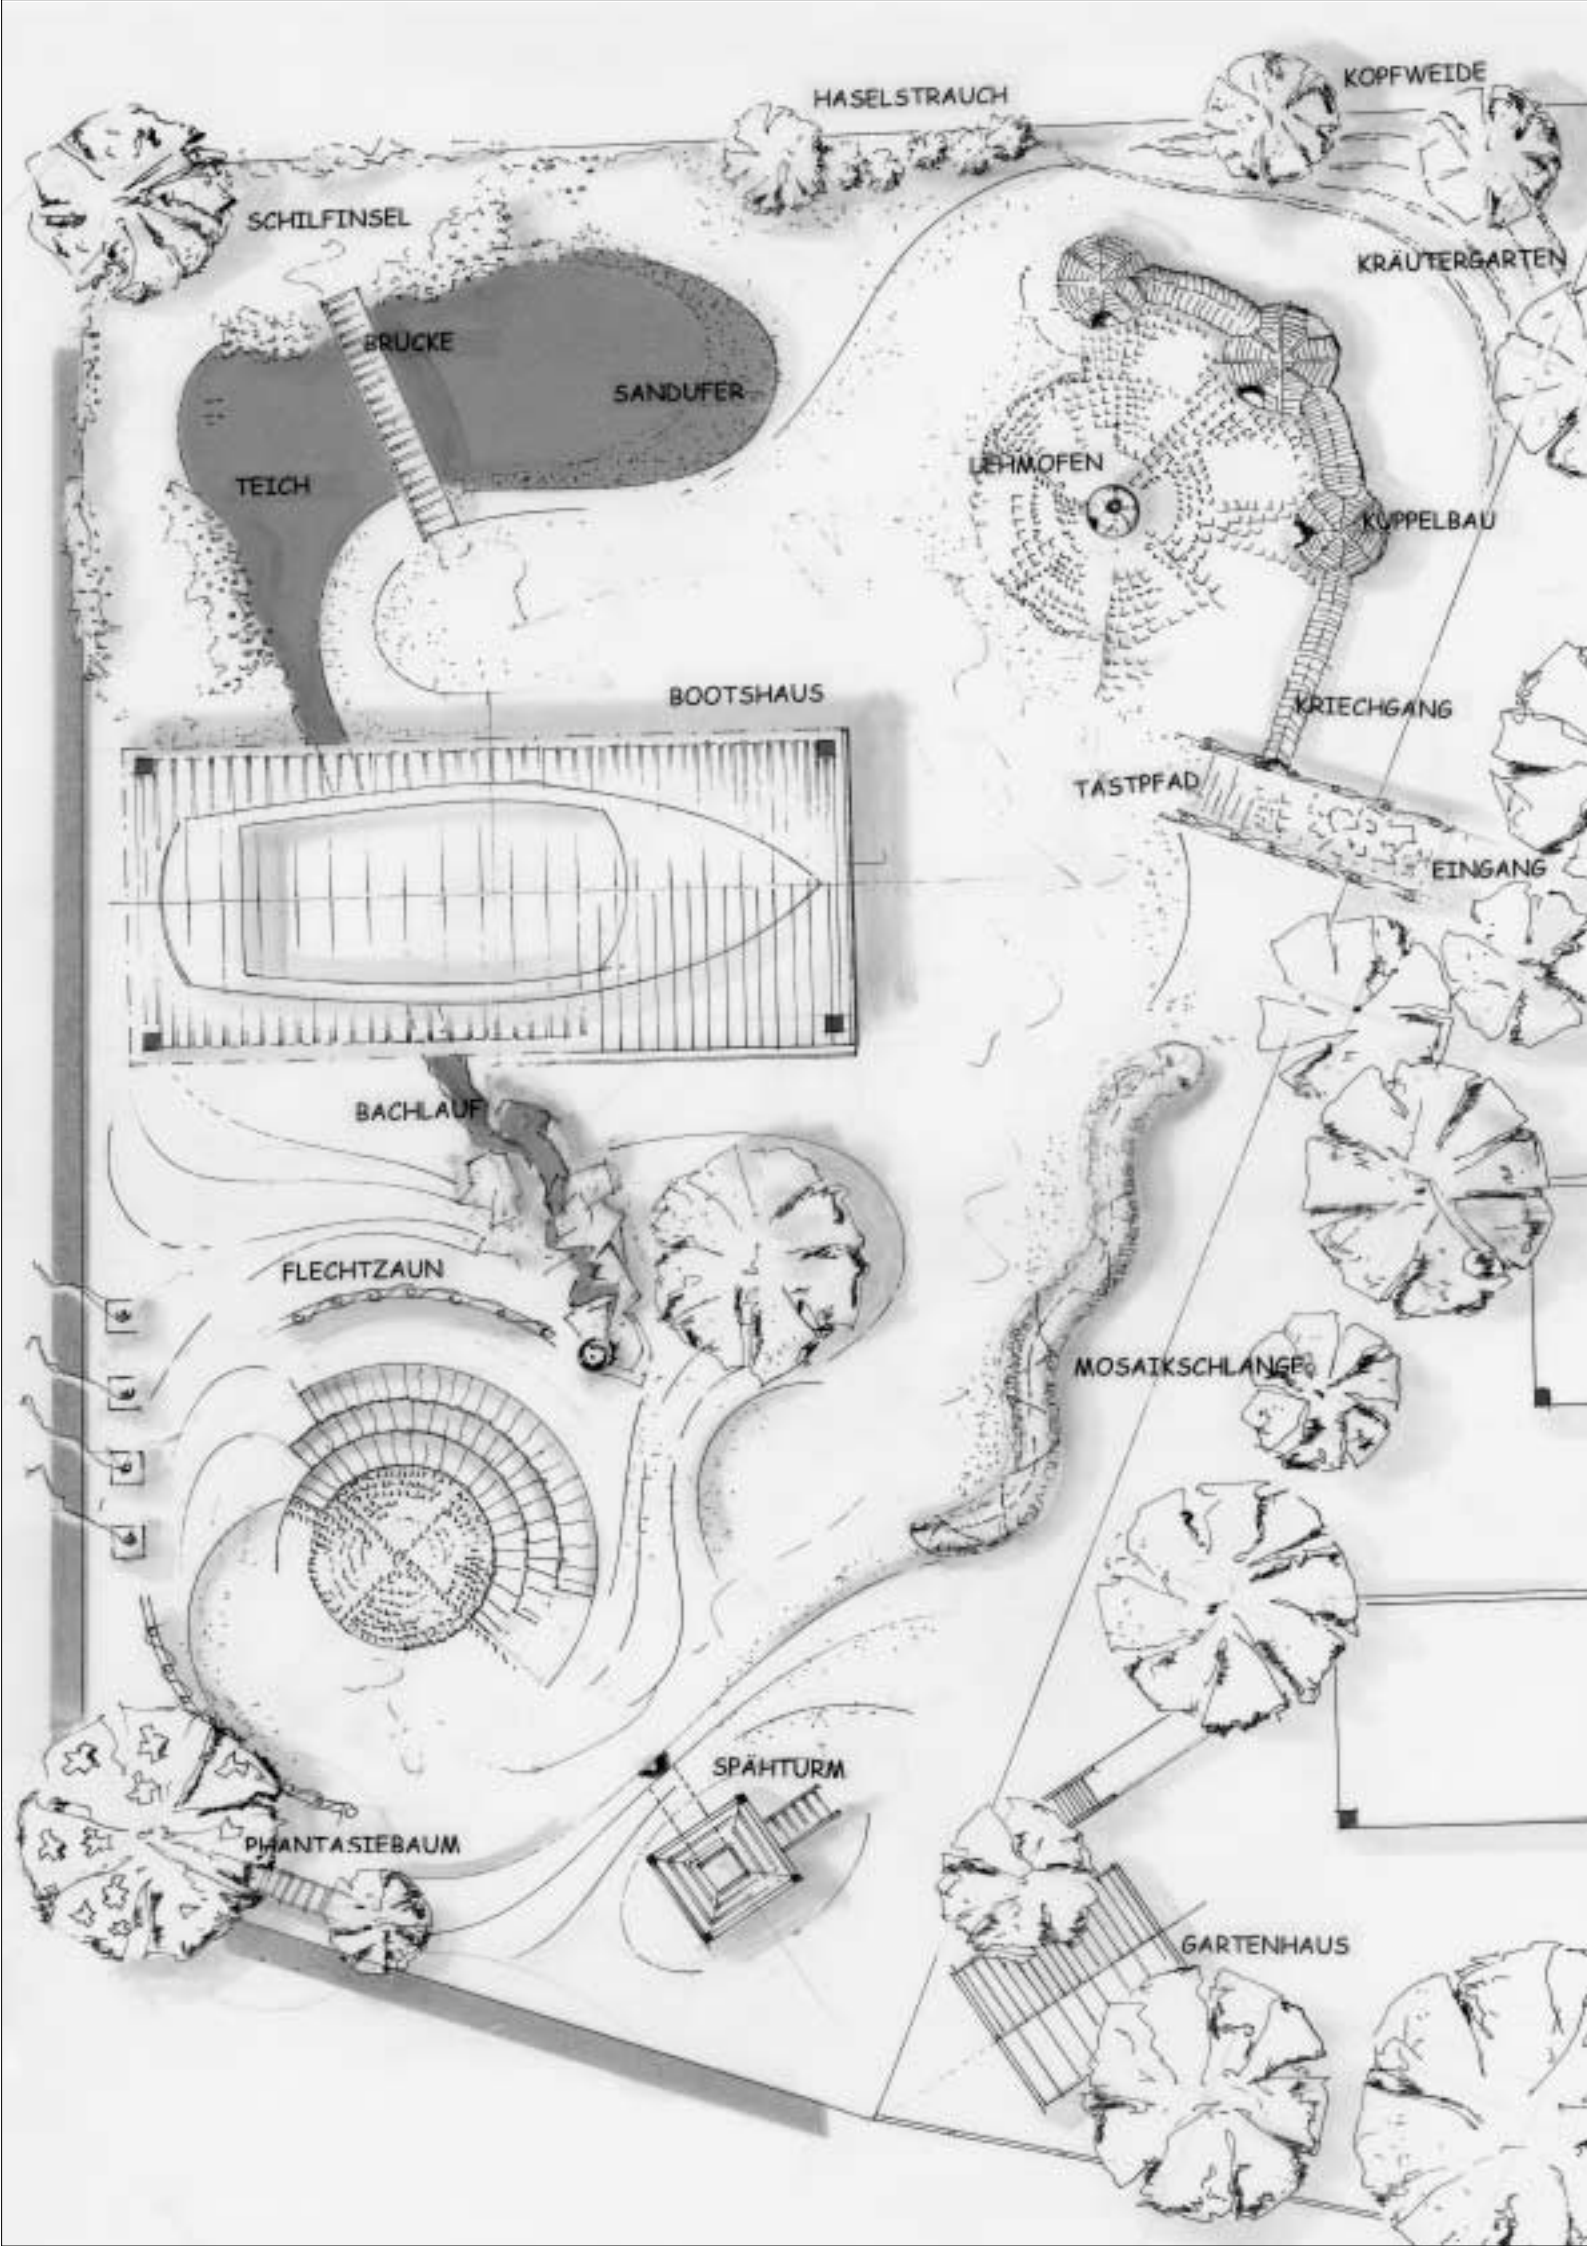 KOPFWEIDE
HASELSTRAUCH
SCHILFINSEL
KRÄUTERGARTEN
BRÜCKE
SANDUFER
LEHMOFEN
TEICH
KUPPELBAU
BOOTSHAUS
KRIECHGANG
TASTPFAD
EINGANG
BACHLAUF
FLECHTZAUN
MOSAIKSCHLANGE
SPÄHTURM
PHANTASIEBAUM
GARTENHAUS